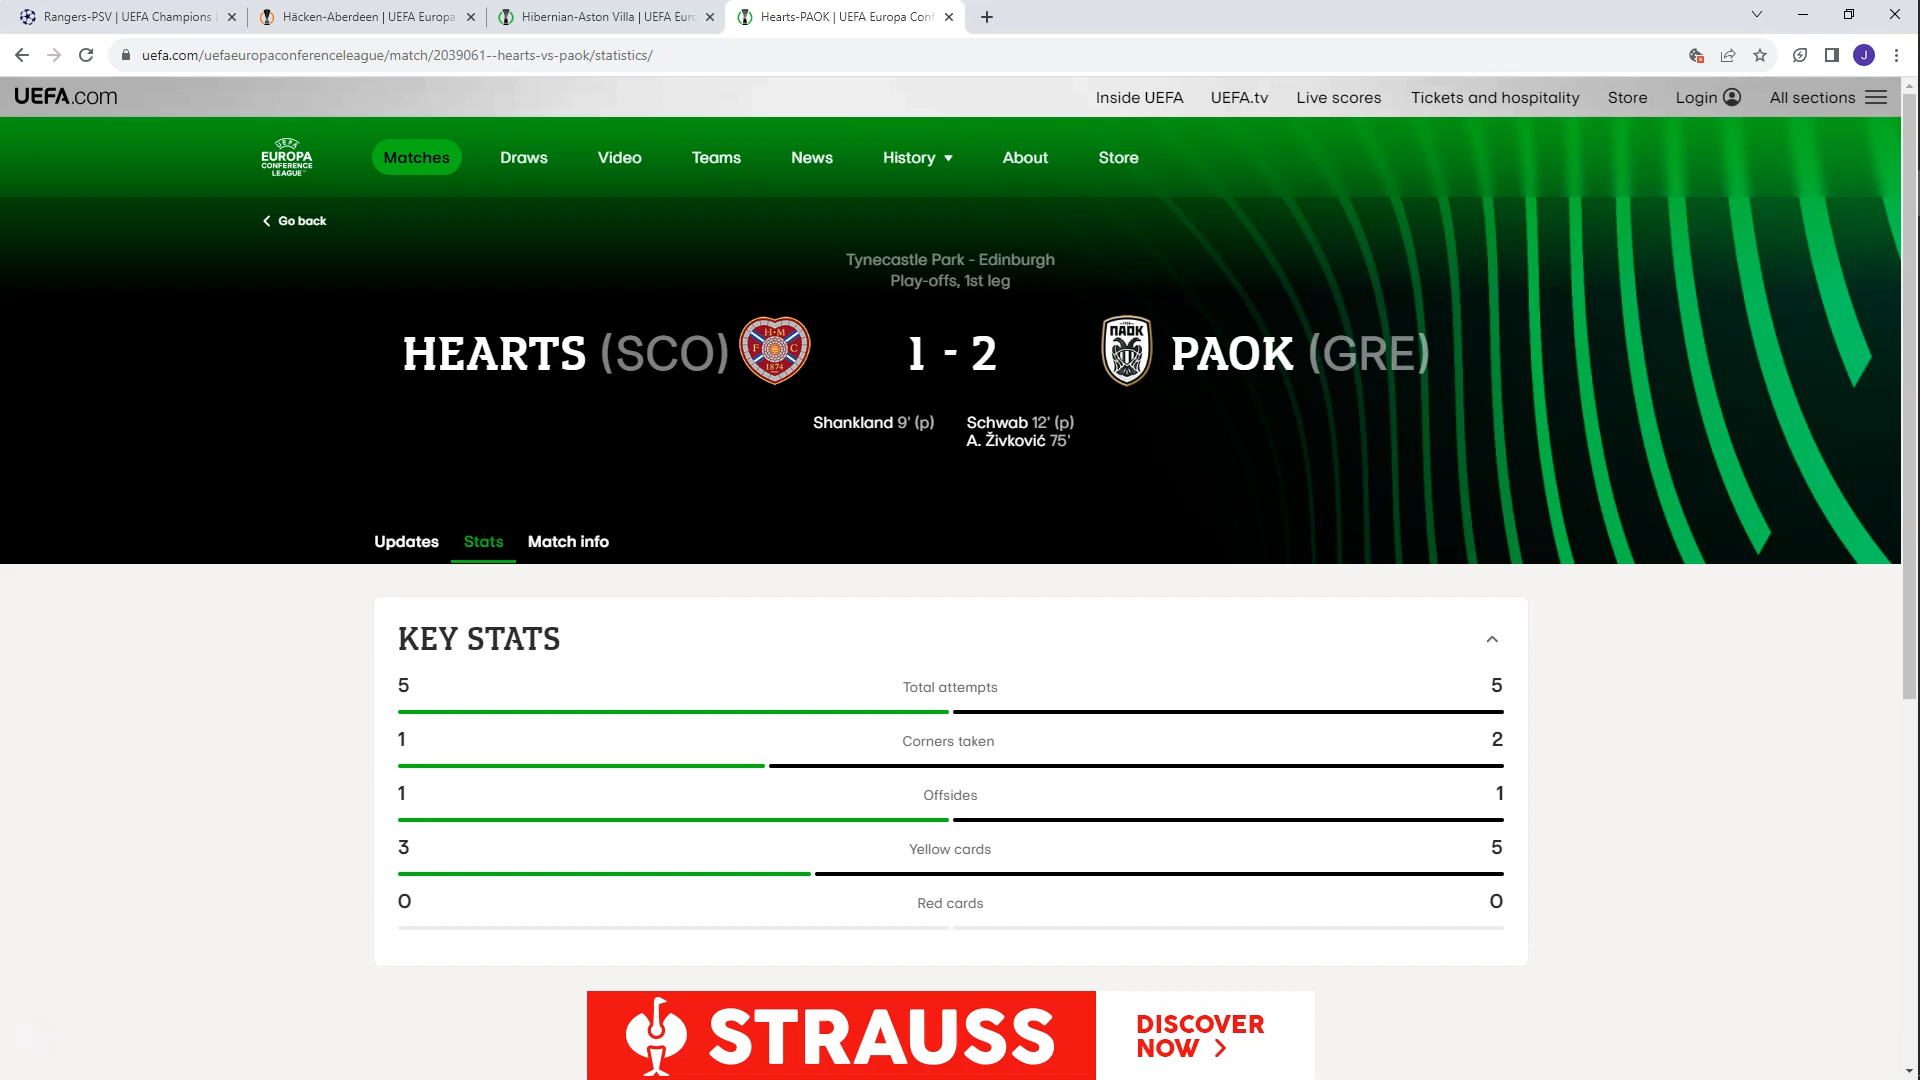 Rangers-PSV | UEFA Champions L
Häcken-Aberdeen | UEFA Europa
Hibernian-Aston Villa | UEFA Euro
Hearts-PAOK | UEFA Europa Conf
uefa.com/uefaeuropaconferenceleague/match/2039061--hearts-vs-paok/statistics/
J
UEFA.com
Inside UEFA
UEFA.tv
Live scores
Tickets and hospitality
Store
Login
All sections
UEFA
EUROPA
CONFERENCE
LEAGUE
Matches
Draws
Video
Teams
News
History
About
Store
Go back
Tynecastle Park - Edinburgh
Play-offs, 1st leg
HEARTS (SCO)
H M
F C
1874
1 - 2
ΠΑΟΚ
PAOK (GRE)
Shankland 9' (p)
Schwab 12' (p)
A. Živković 75'
Updates
Stats
Match info
KEY STATS
5 Total attempts 5
1 Corners taken 2
1 Offsides 1
3 Yellow cards 5
0 Red cards 0
STRAUSS
DISCOVER
NOW >